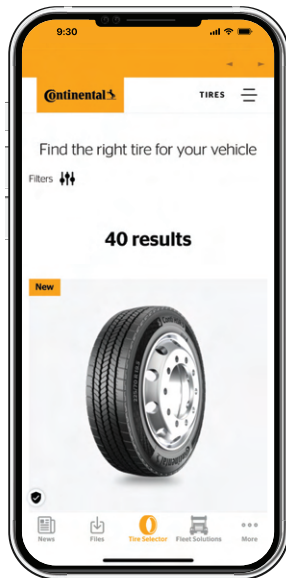 9:30
Continental
TIRES
Find the right tire for your vehicle
Filters
40 results
New
News
Files
Tire Selector
Fleet Solutions
More